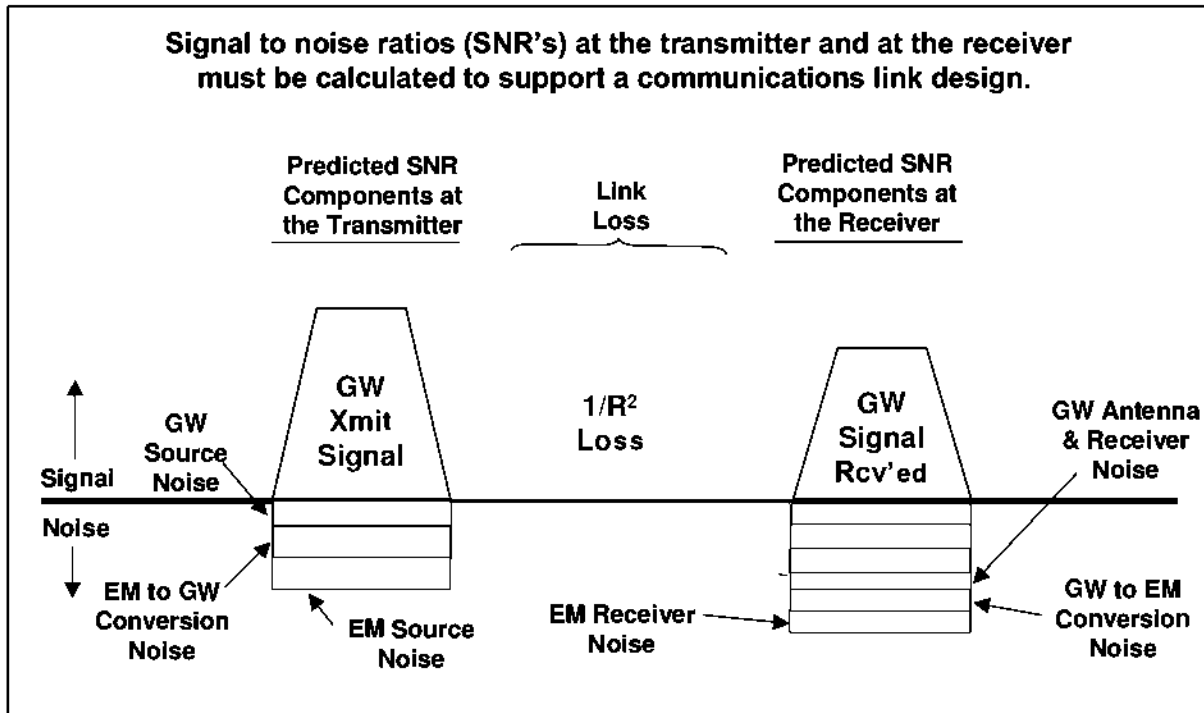 Signal to noise ratios (SNR's) at the transmitter and at the receiver
must be calculated to support a communications link design.
Predicted SNR
Components at
the Transmitter
Link
Loss
Predicted SNR
Components at
the Receiver
GW
Xmit
Signal
1/R²
Loss
GW
Signal
Rcv'ed
GW
Source
Noise
GW Antenna
& Receiver
Noise
Signal
Noise
EM to GW
Conversion
Noise
EM Source
Noise
EM Receiver
Noise
GW to EM
Conversion
Noise